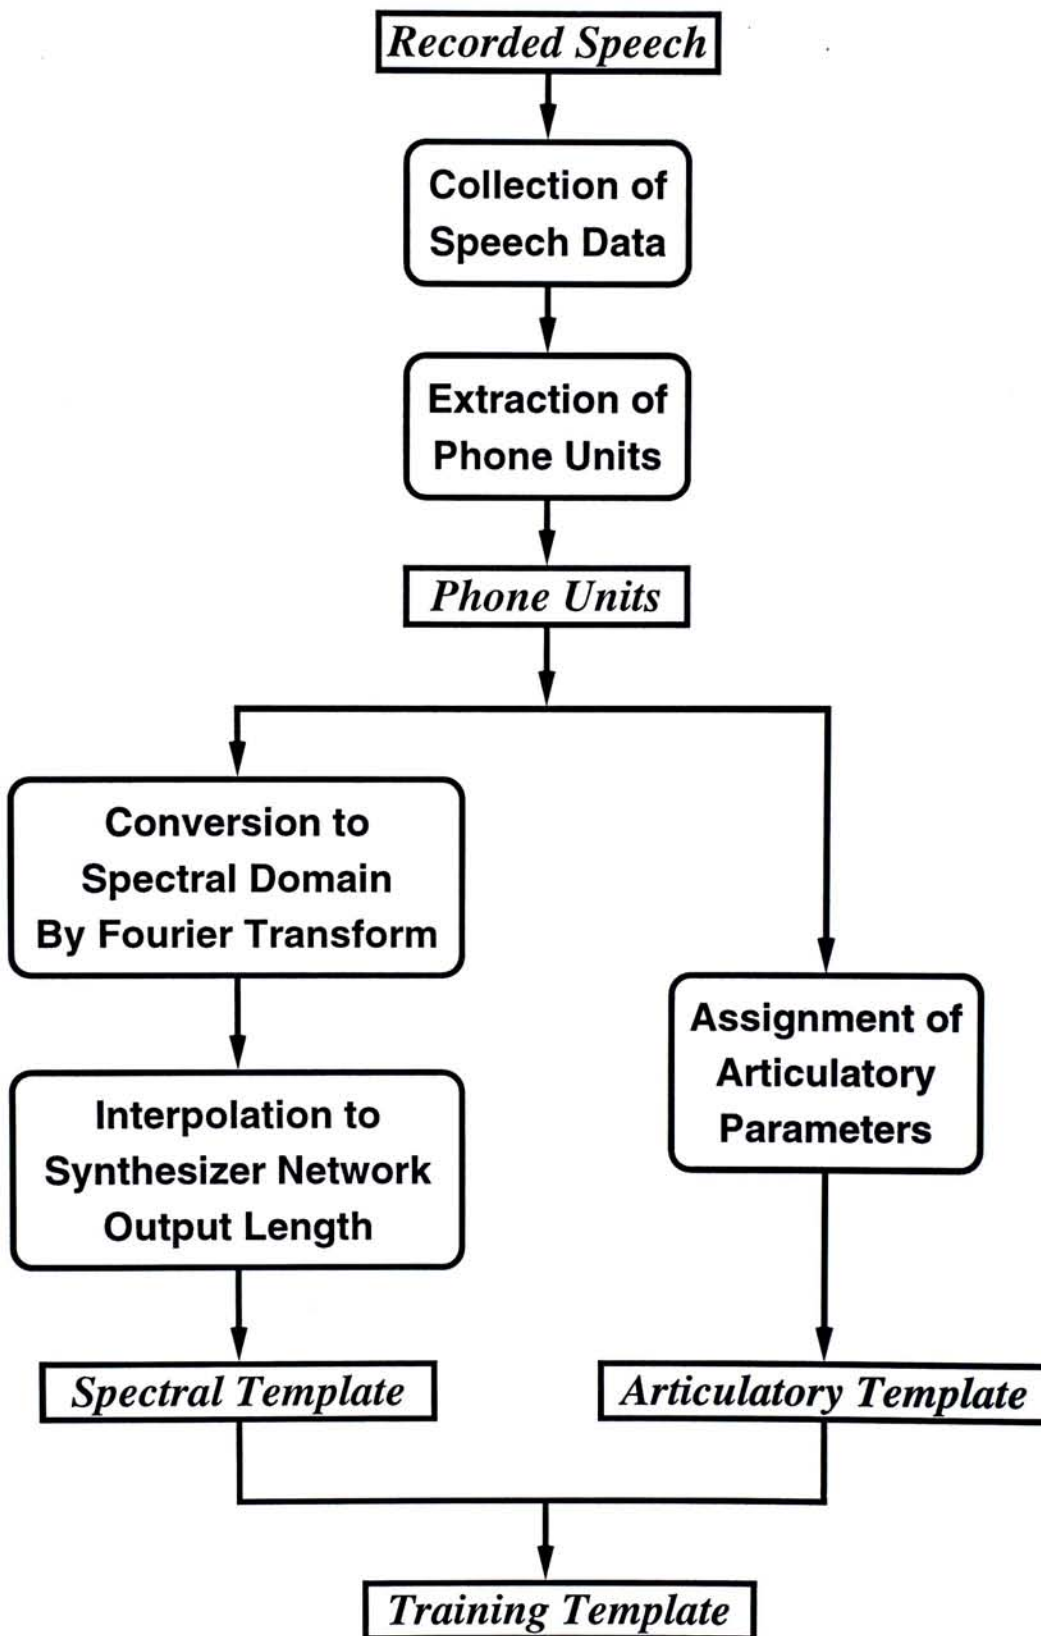 Recorded Speech
Collection of
Speech Data
Extraction of
Phone Units
Phone Units
Conversion to
Spectral Domain
By Fourier Transform
Interpolation to
Synthesizer Network
Output Length
Assignment of
Articulatory
Parameters
Spectral Template
Articulatory Template
Training Template